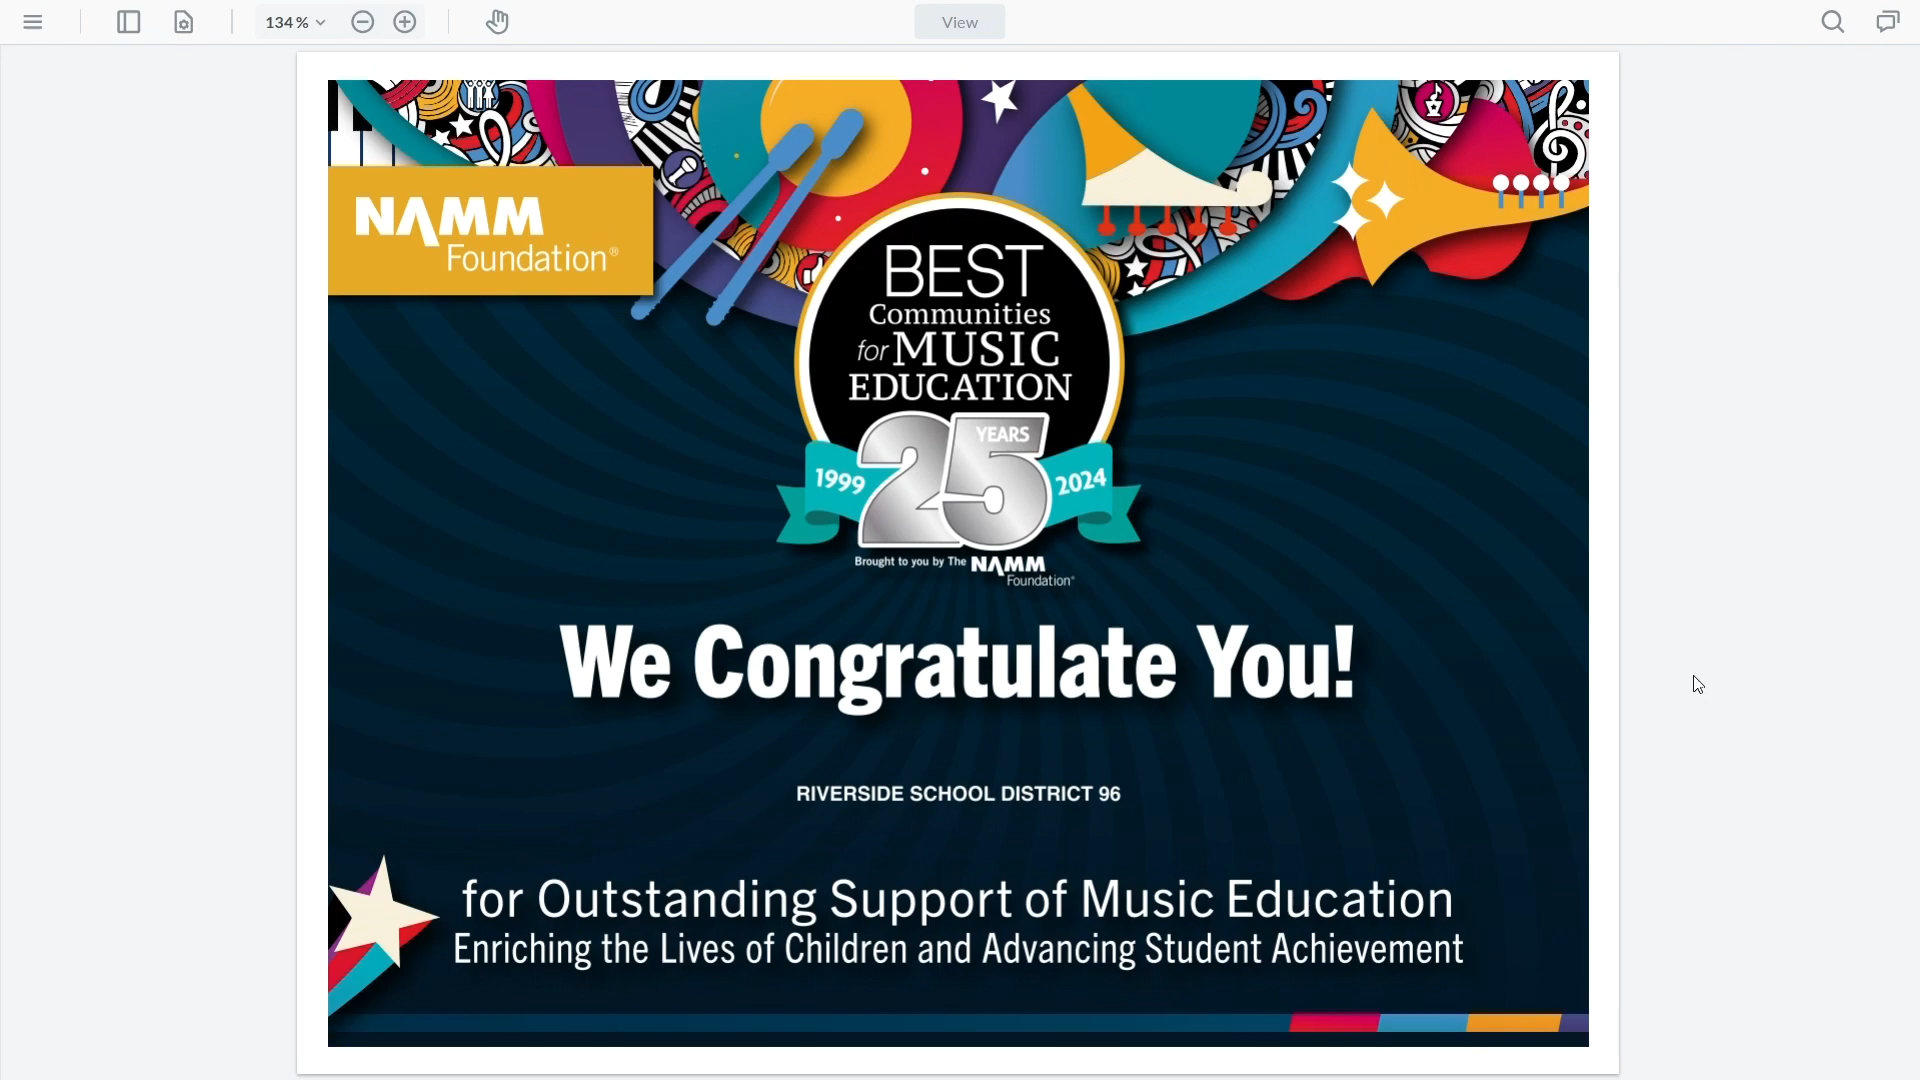 134 %
View
NAMM
Foundation®
BEST
Communities
for MUSIC
EDUCATION
25
YEARS
1999
2024
Brought to you by The NAMM
Foundation®
We Congratulate You!
RIVERSIDE SCHOOL DISTRICT 96
for Outstanding Support of Music Education
Enriching the Lives of Children and Advancing Student Achievement